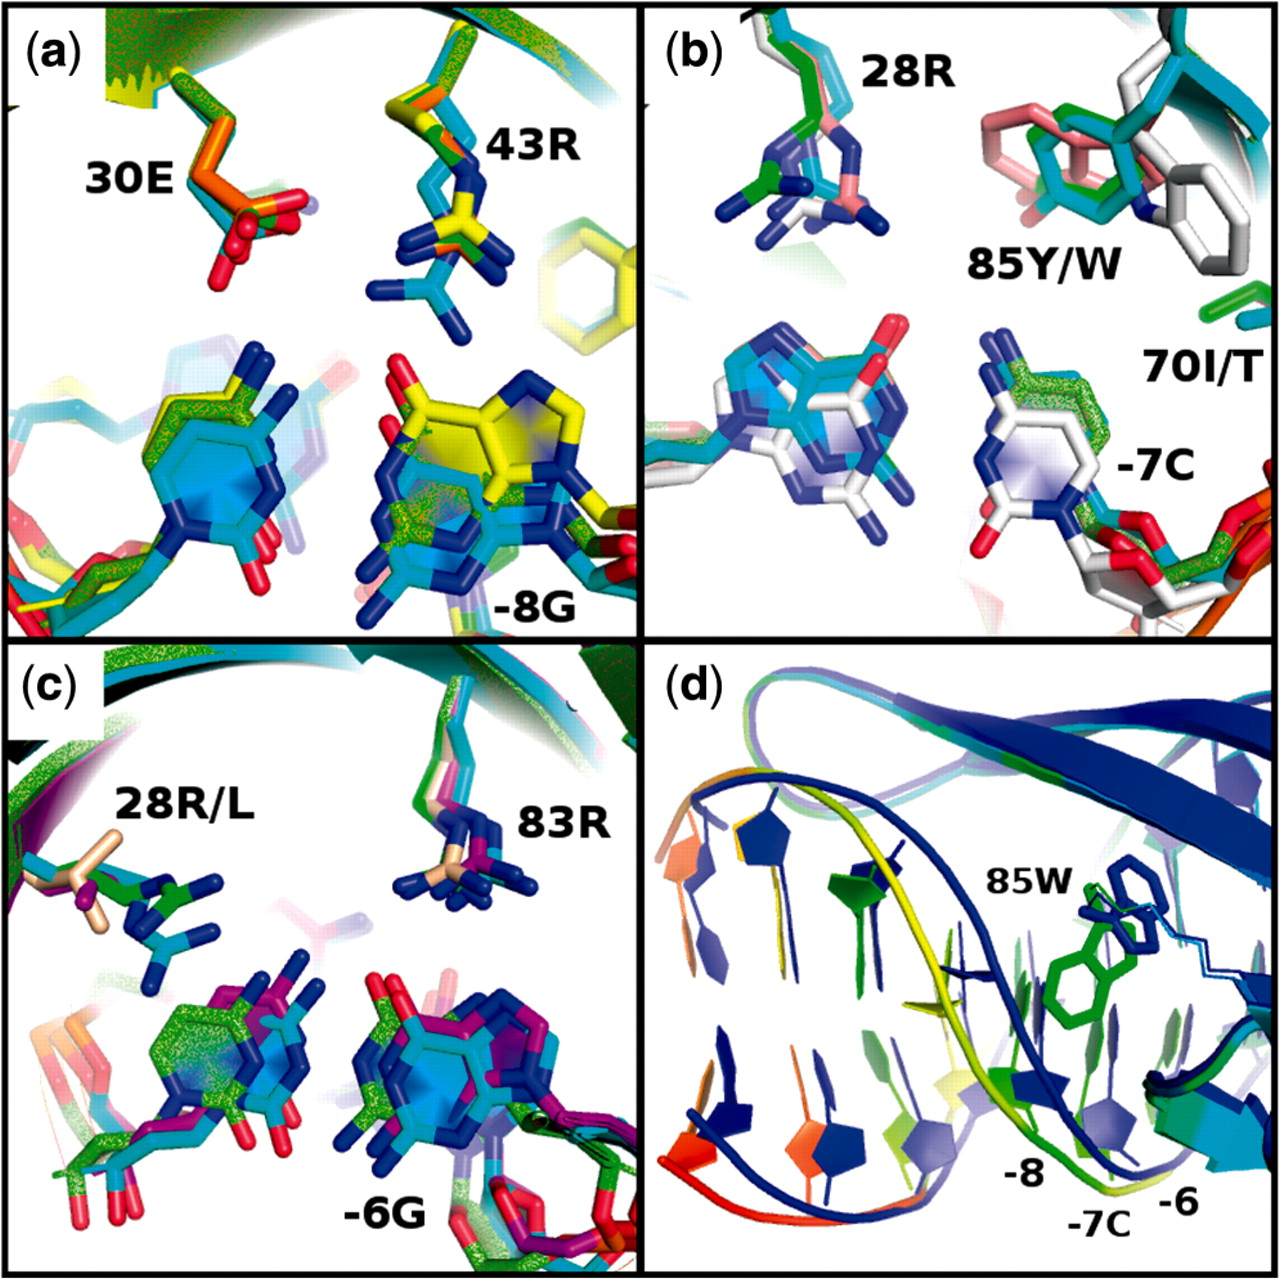 (a)
30E
43R
-8G
(b)
28R
85Y/W
70I/T
-7C
(c)
28R/L
83R
-6G
(d)
85W
-8
-7C
-6